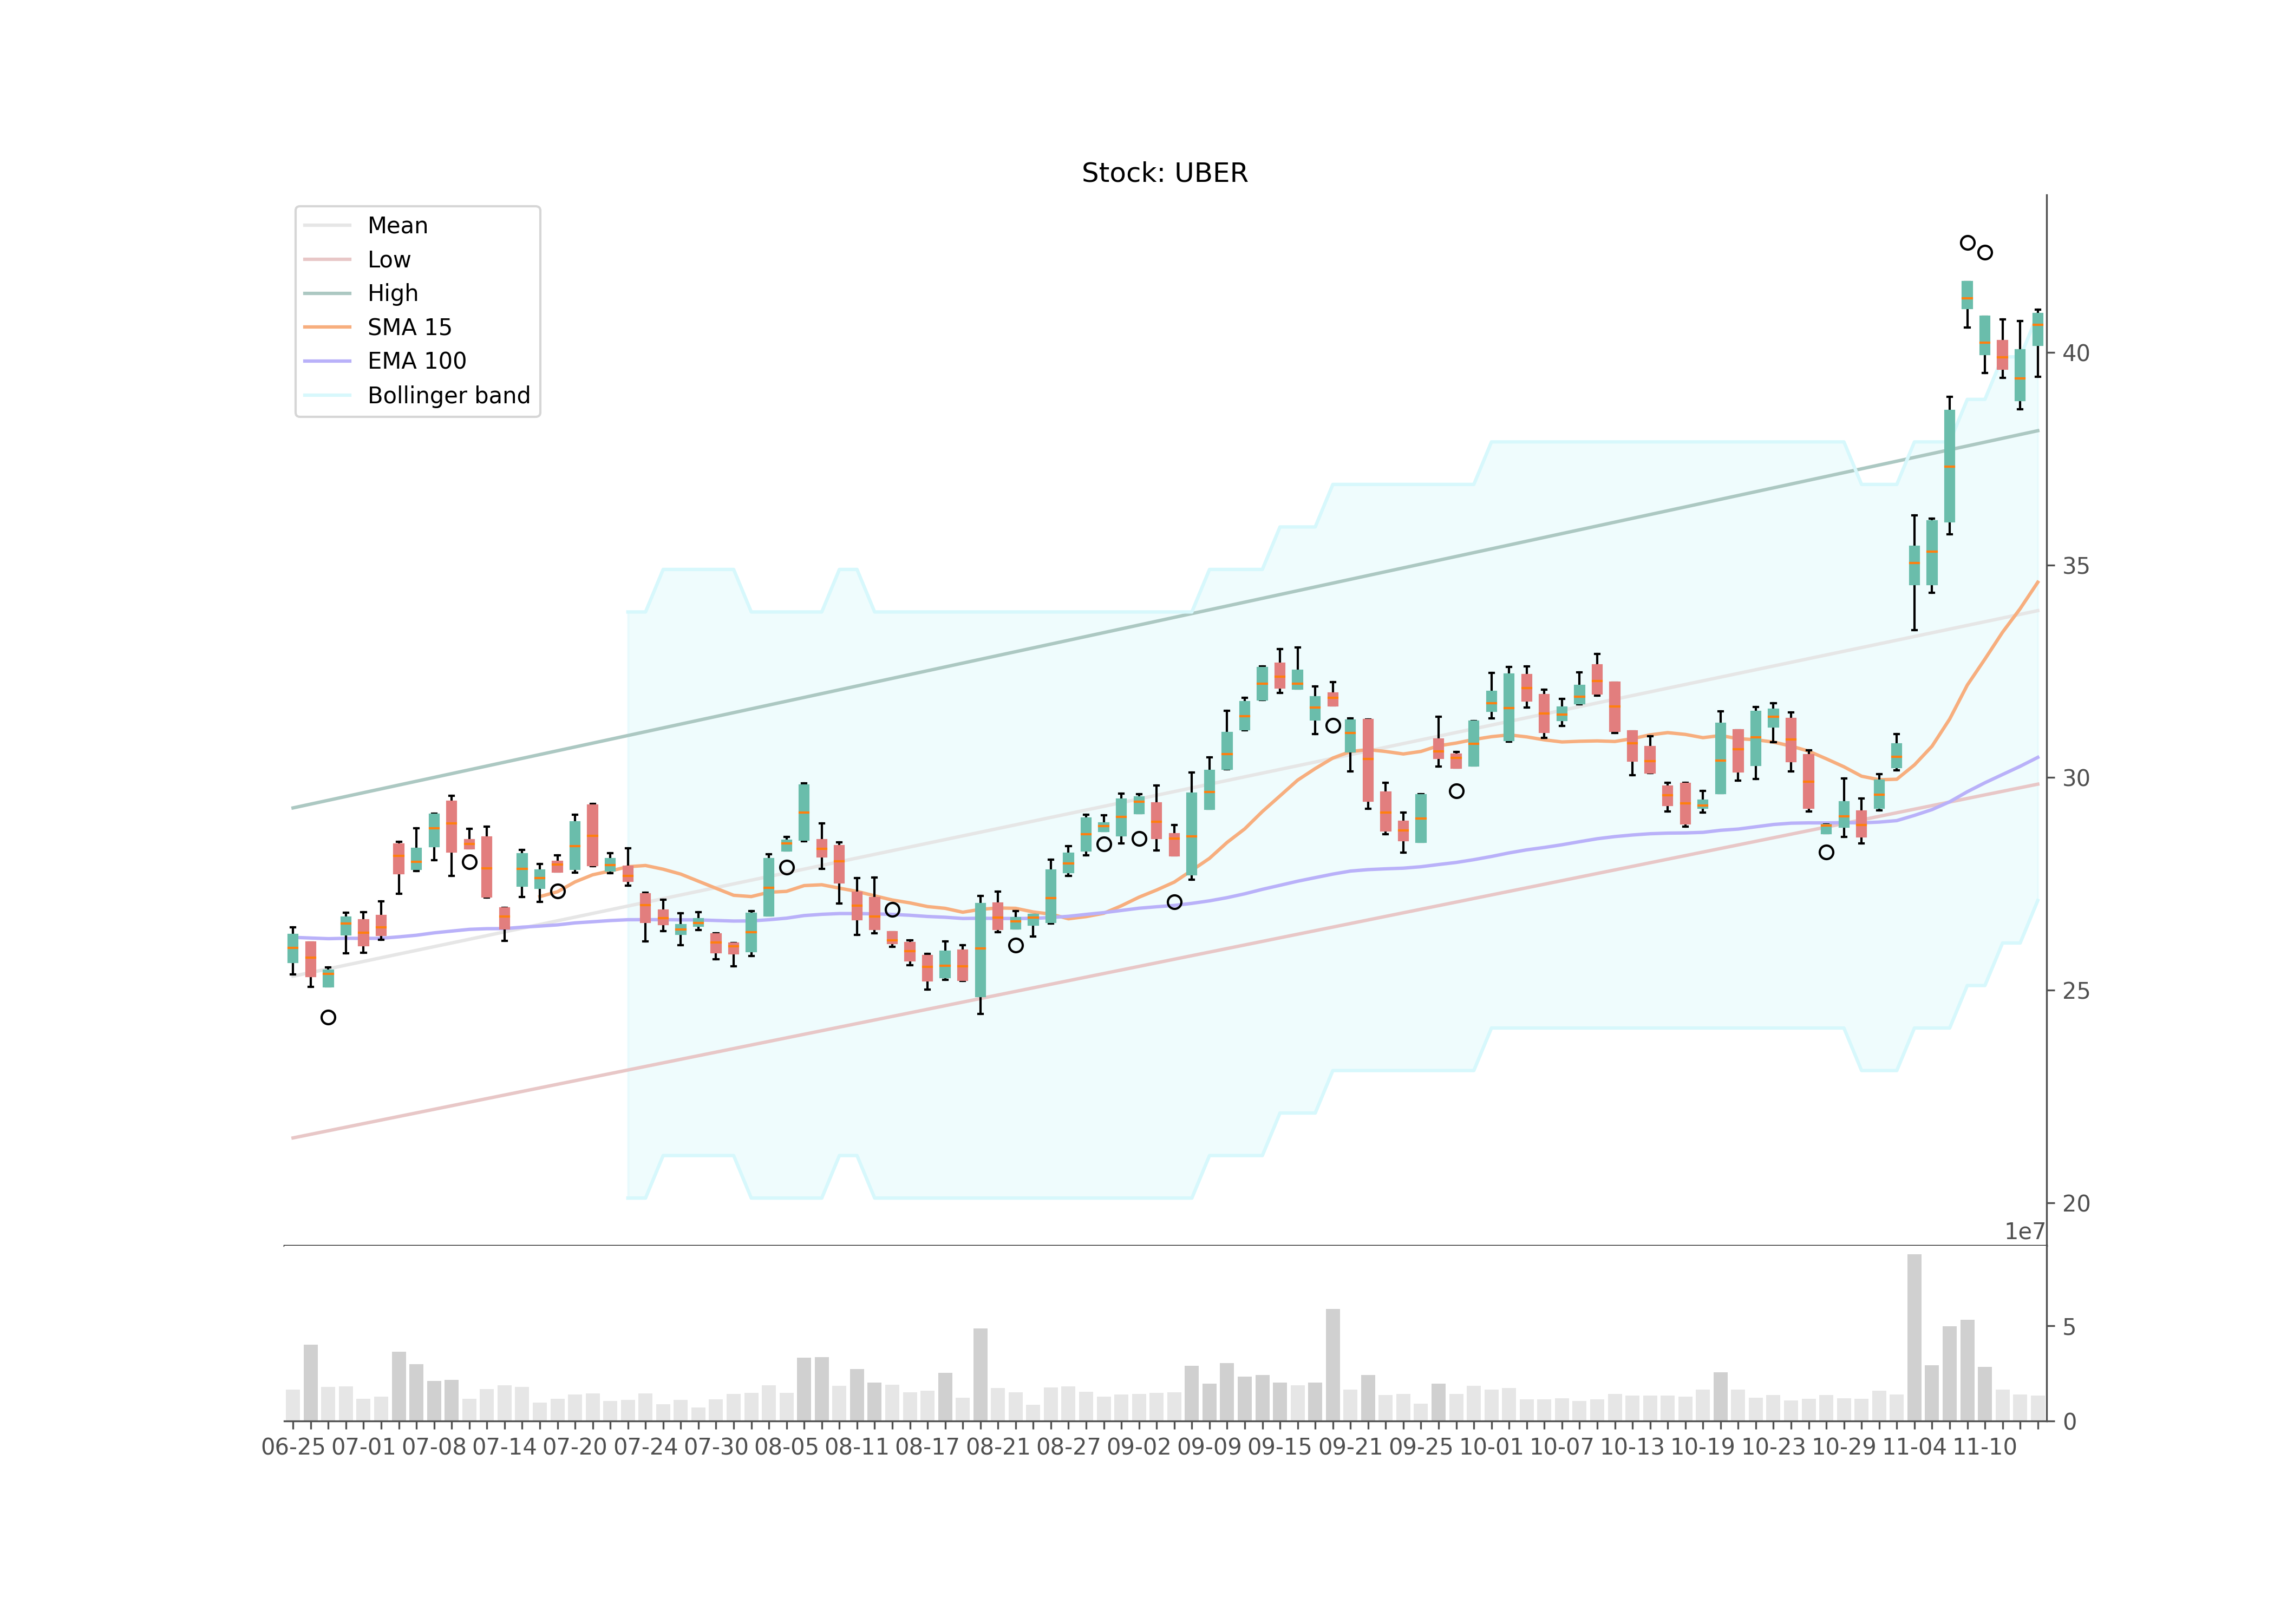 Stock: UBER
Mean
Low
High
SMA 15
EMA 100
Bollinger band
40
35
30
25
20
1e7
5
0
06-25 07-01 07-08 07-14 07-20 07-24 07-30 08-05 08-11 08-17 08-21 08-27 09-02 09-09 09-15 09-21 09-25 10-01 10-07 10-13 10-19 10-23 10-29 11-04 11-10